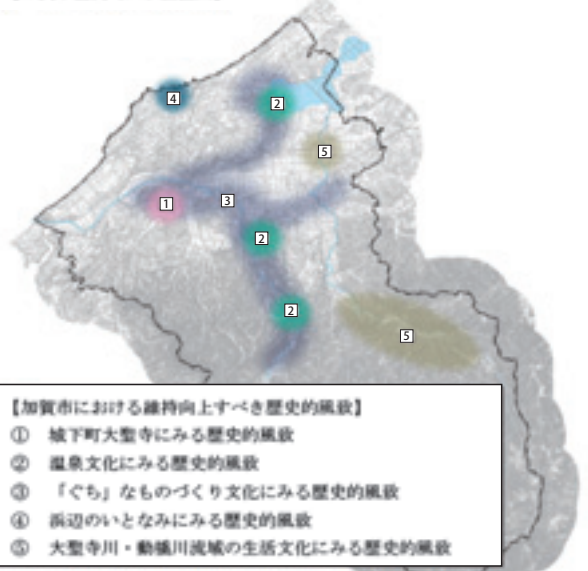 4
2
5
1
3
2
2
5
【加賀市における維持向上すべき歴史的風致】
① 城下町大聖寺にみる歴史的風致
② 温泉文化にみる歴史的風致
③ 「ぐち」なものづくり文化にみる歴史的風致
④ 浜辺のいとなみにみる歴史的風致
⑤ 大聖寺川・動橋川流域の生活文化にみる歴史的風致